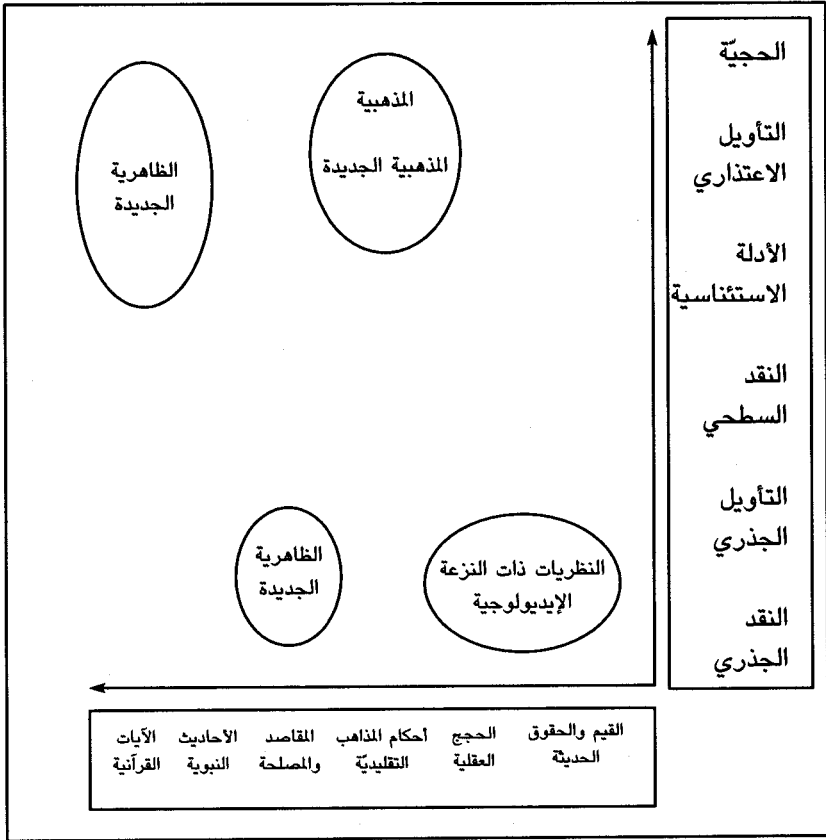 الحجيّة
التأويل
الاعتذاري
الأدلة
الاستئناسية
النقد
السطحي
التأويل
الجذري
النقد
الجذري
المذهبية
المذهبية الجديدة
الظاهرية
الجديدة
النظريات ذات النزعة
الإيديولوجية
الظاهرية
الجديدة
القيم والحقوق
الحديثة
الحجج
العقلية
أحكام المذاهب
التقليديّة
المقاصد
والمصلحة
الأحاديث
النبوية
الآيات
القرآنية